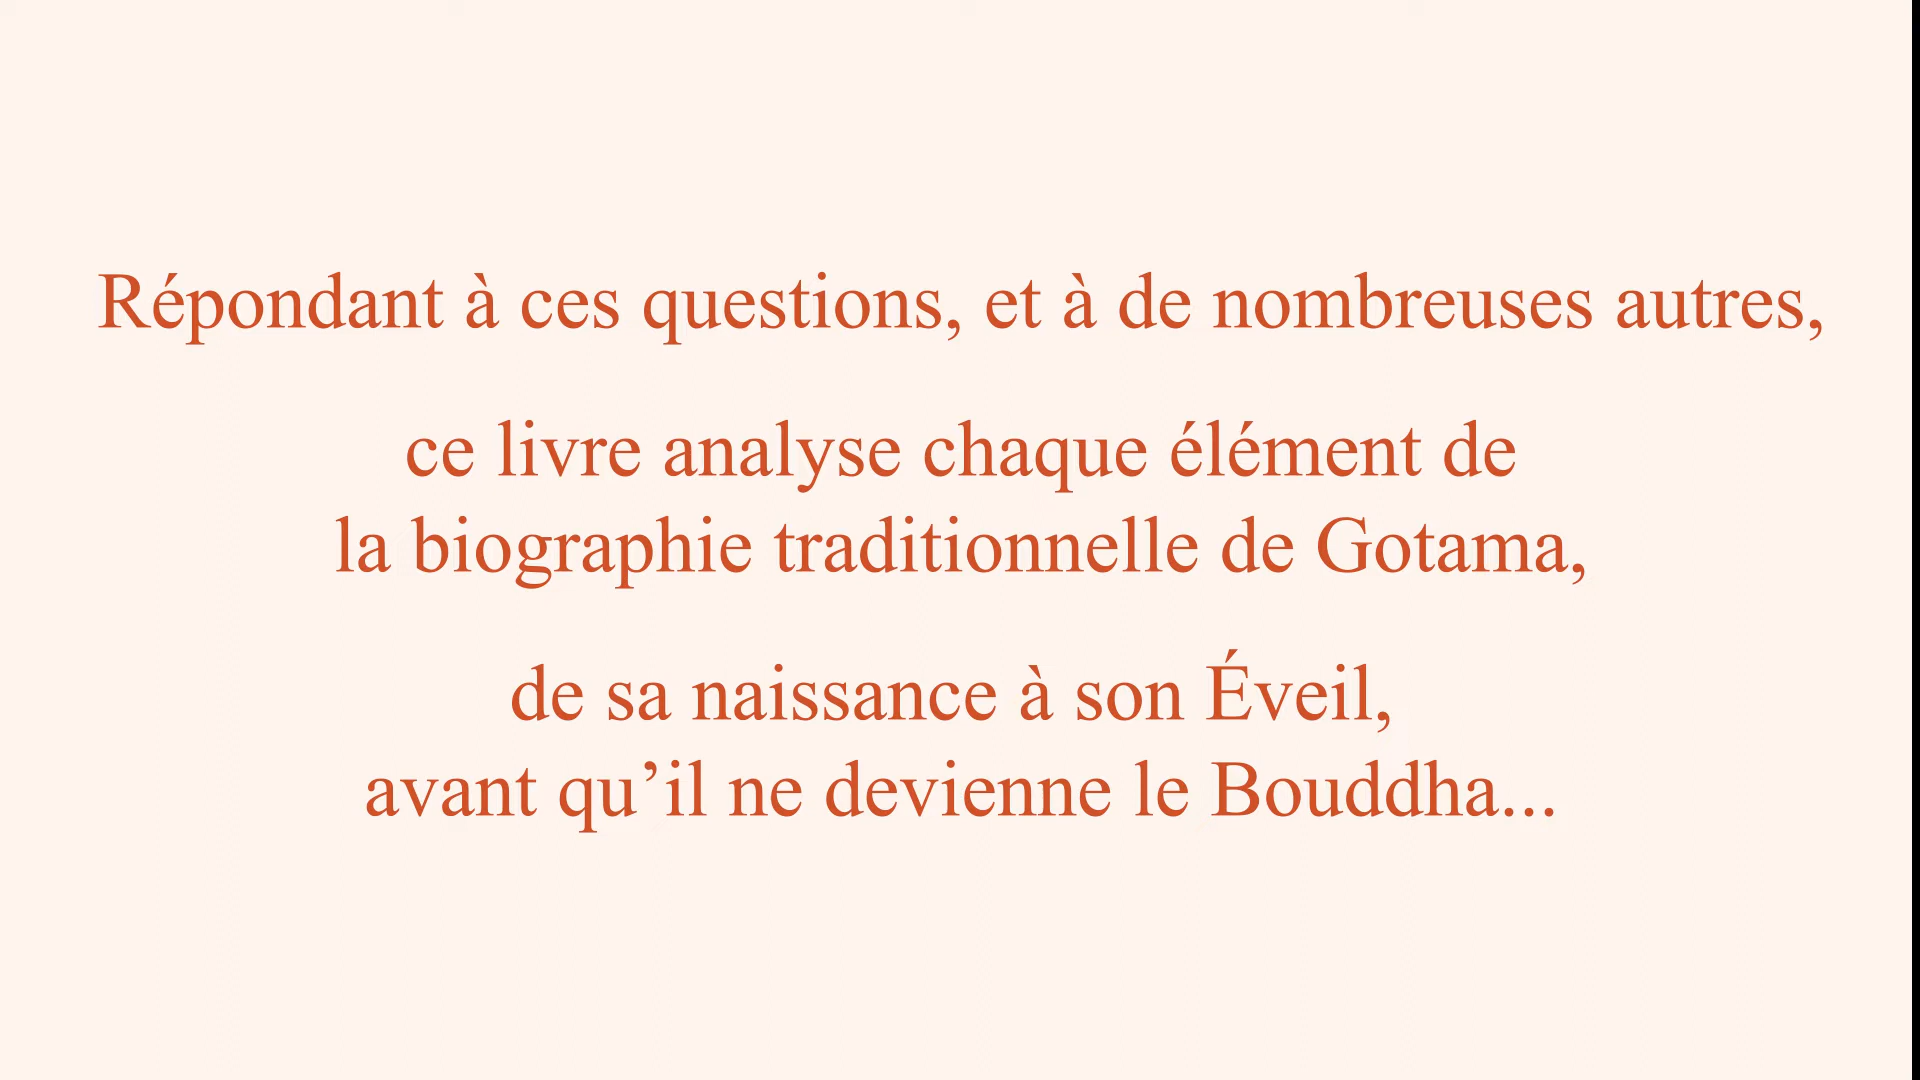 Répondant à ces questions, et à de nombreuses autres,
ce livre analyse chaque élément de
la biographie traditionnelle de Gotama,
de sa naissance à son Éveil,
avant qu’il ne devienne le Bouddha...